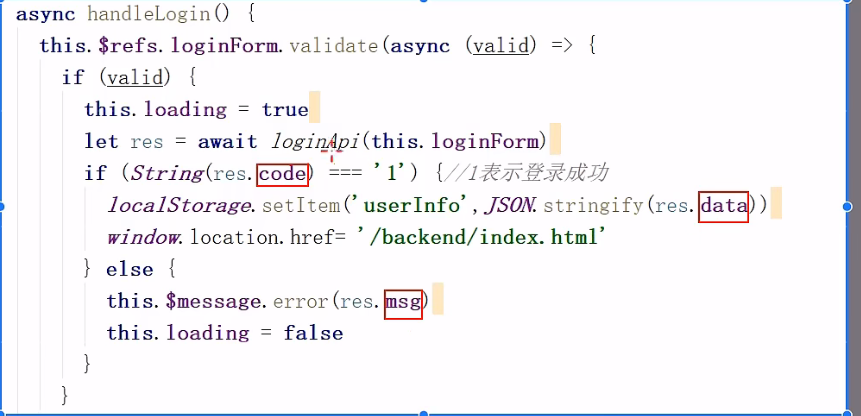 async handleLogin() {
this.$refs.loginForm.validate(async (valid) => {
if (valid) {
this.loading = true
let res = await loginApi(this.loginForm)
if (String(res.code) === '1') {//1表示登录成功
localStorage.setItem('userInfo',JSON.stringify(res.data))
window.location.href= '/backend/index.html'
} else {
this.$message.error(res.msg)
this.loading = false
}
}